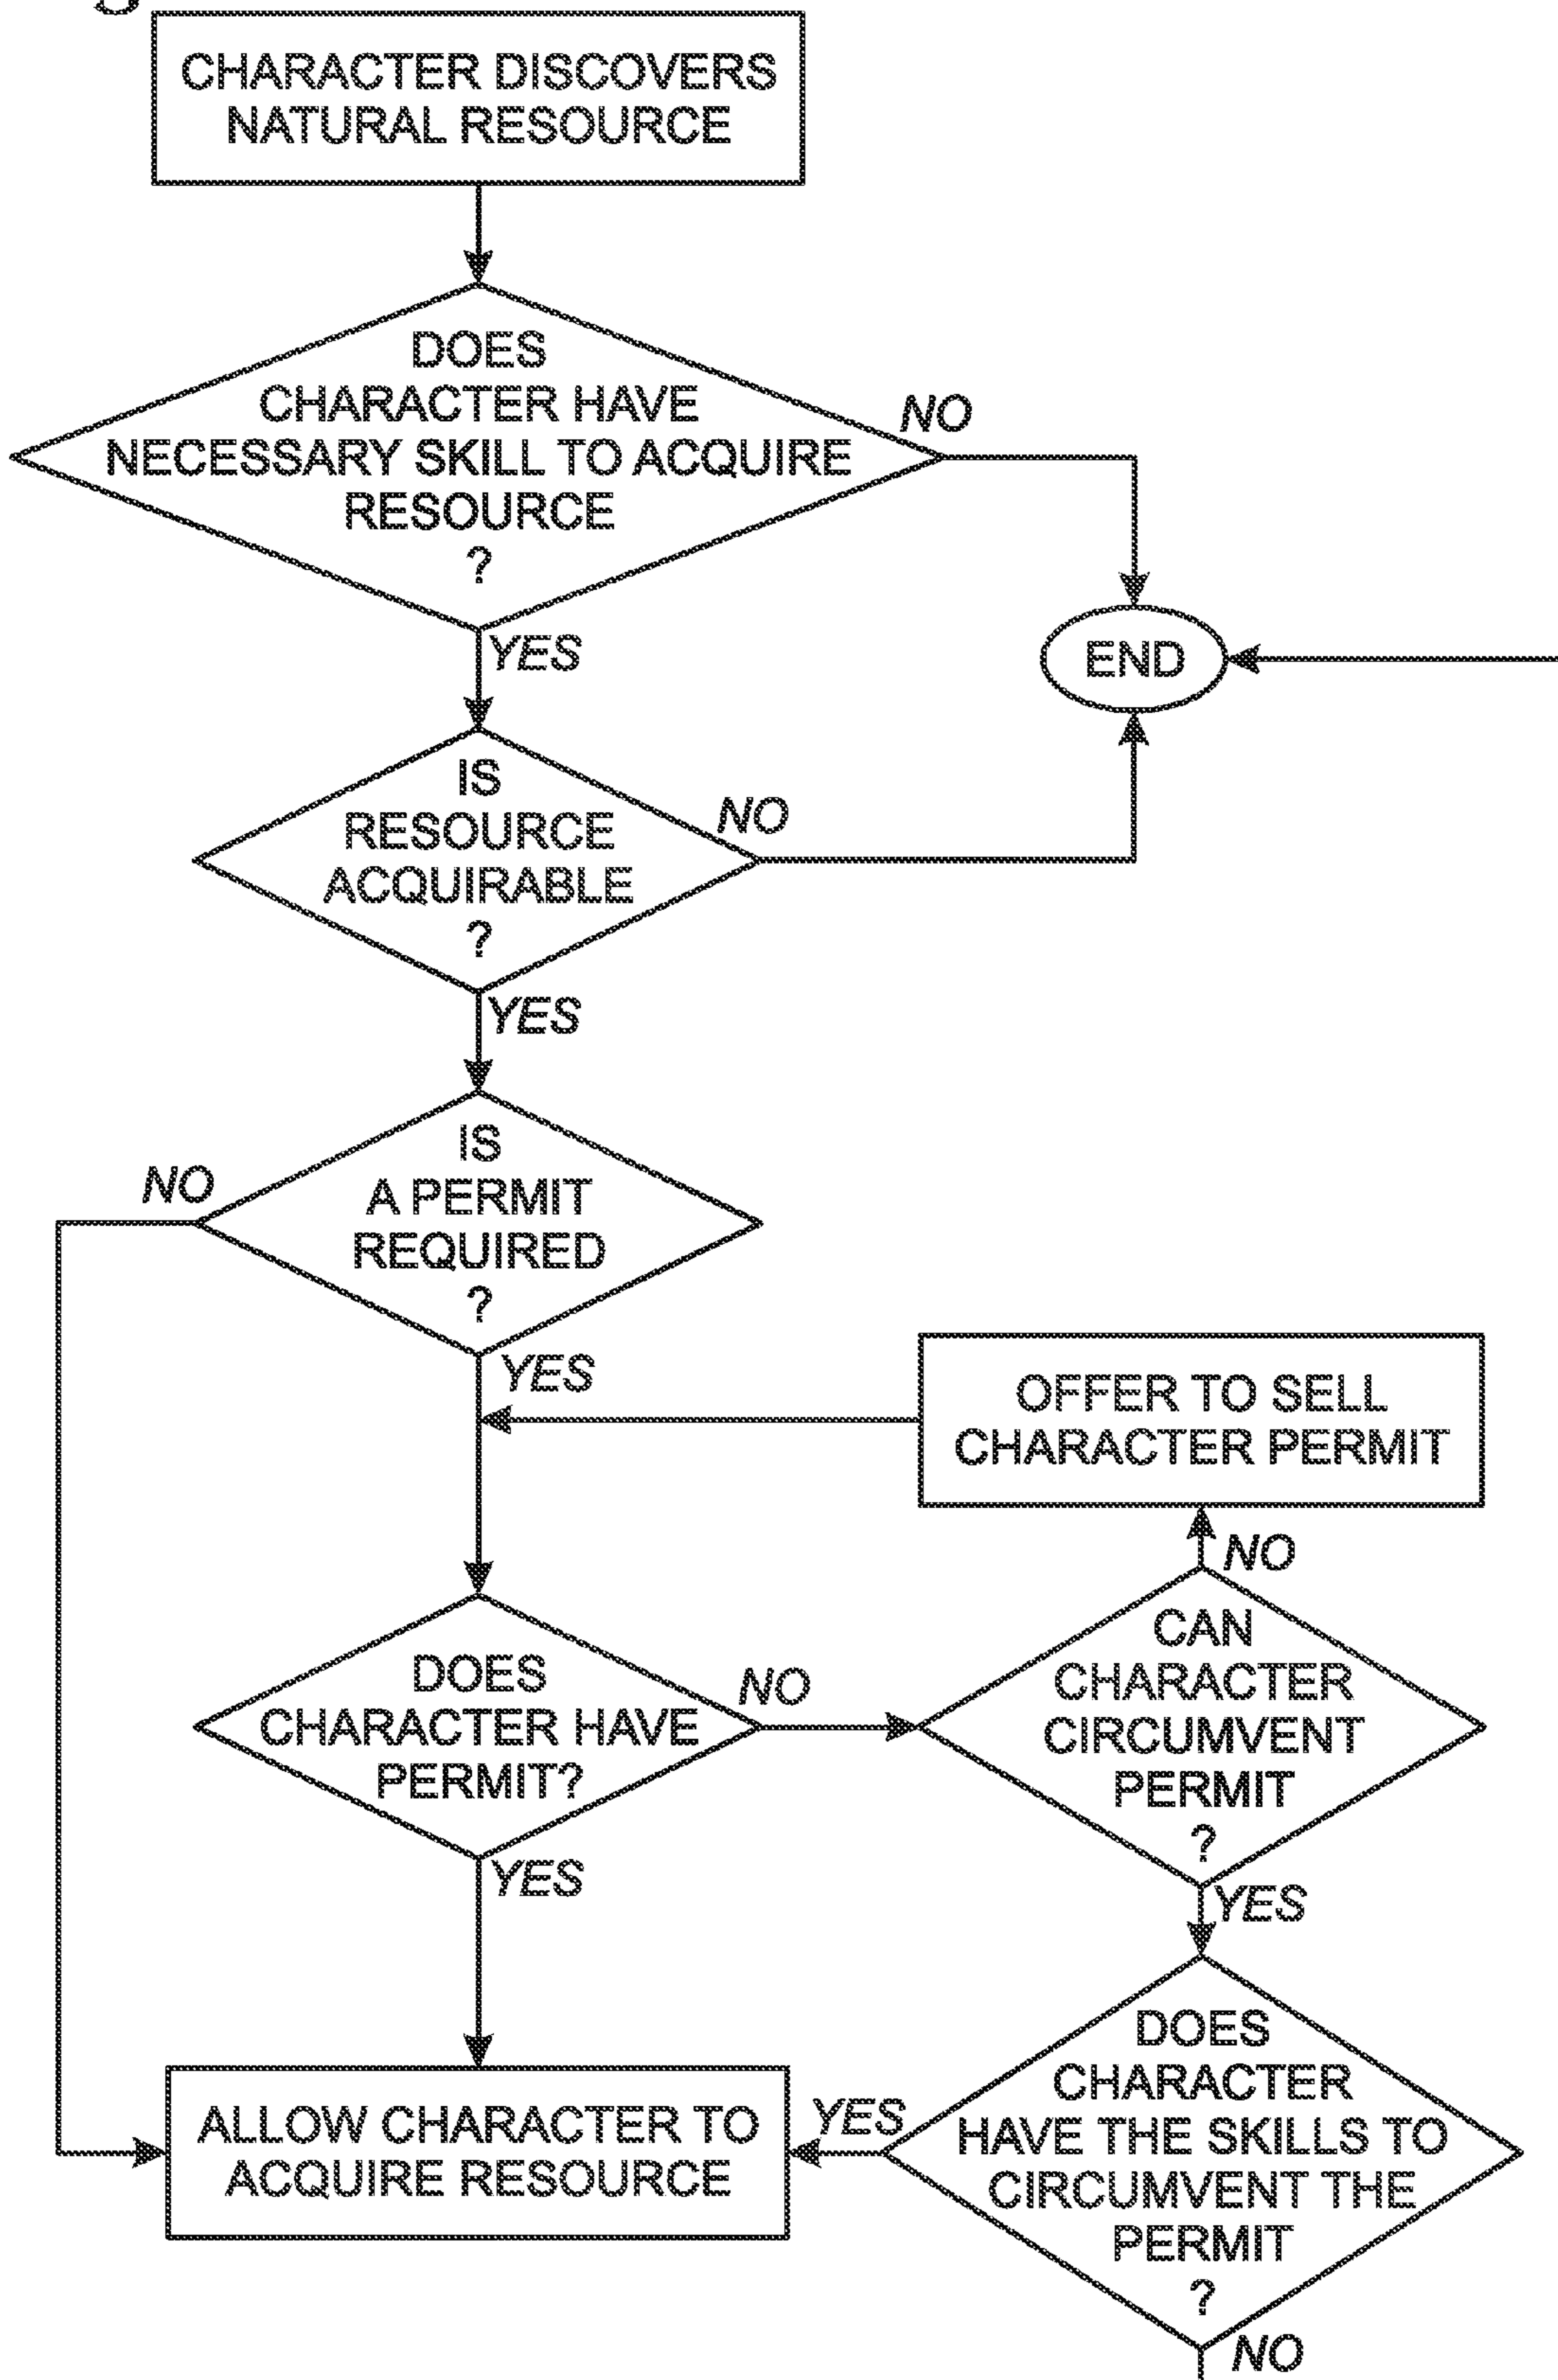 CHARACTER DISCOVERS
NATURAL RESOURCE
DOES
CHARACTER HAVE
NECESSARY SKILL TO ACQUIRE
RESOURCE
?
NO
YES
END
IS
RESOURCE
ACQUIRABLE
?
NO
YES
IS
A PERMIT
REQUIRED
?
NO
YES
OFFER TO SELL
CHARACTER PERMIT
NO
DOES
CHARACTER HAVE
PERMIT?
NO
YES
CAN
CHARACTER
CIRCUMVENT
PERMIT
?
YES
DOES
CHARACTER
HAVE THE SKILLS TO
CIRCUMVENT THE
PERMIT
?
YES
NO
ALLOW CHARACTER TO
ACQUIRE RESOURCE